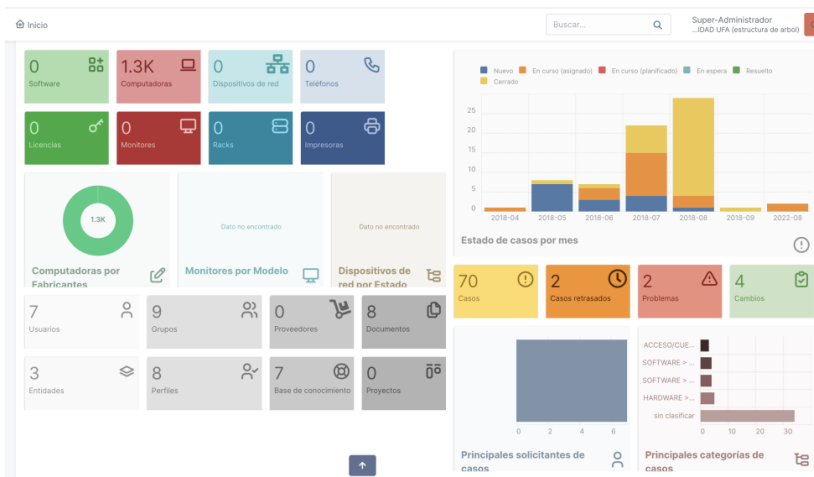 Inicio
Buscar...
Super-Administrador
...IDAD UFA (estructura de arbol)
0
Software
1.3K
Computadoras
0
Dispositivos de red
0
Teléfonos
0
Licencias
0
Monitores
0
Racks
0
Impresoras
1.3K
Computadoras por
Fabricantes
Dato no encontrado
Monitores por Modelo
Dato no encontrado
Dispositivos de
red por Estado
7
Usuarios
9
Grupos
0
Proveedores
8
Documentos
3
Entidades
8
Perfiles
7
Base de conocimiento
0
Proyectos
Nuevo
En curso (asignado)
En curso (planificado)
En espera
Resuelto
Cerrado
25
20
15
10
5
0
2018-04
2018-05
2018-06
2018-07
2018-08
2018-09
2022-08
Estado de casos por mes
70
Casos
2
Casos retrasados
2
Problemas
4
Cambios
0 2 4 6
Principales solicitantes de
casos
ACCESO/CUE...
SOFTWARE > ...
SOFTWARE > ...
HARDWARE >...
sin clasificar
0 10 20 30
Principales categorías de
casos